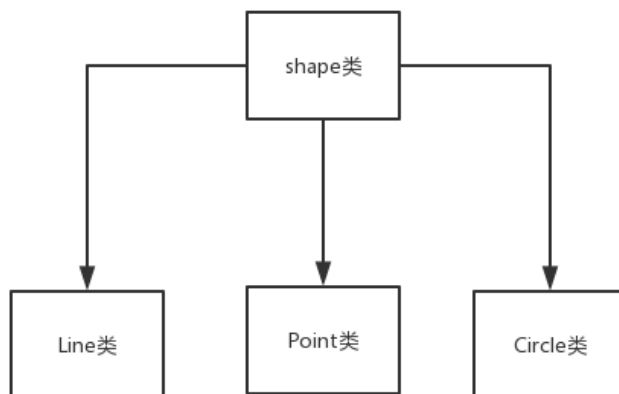 shape类
Line类
Point类
Circle类